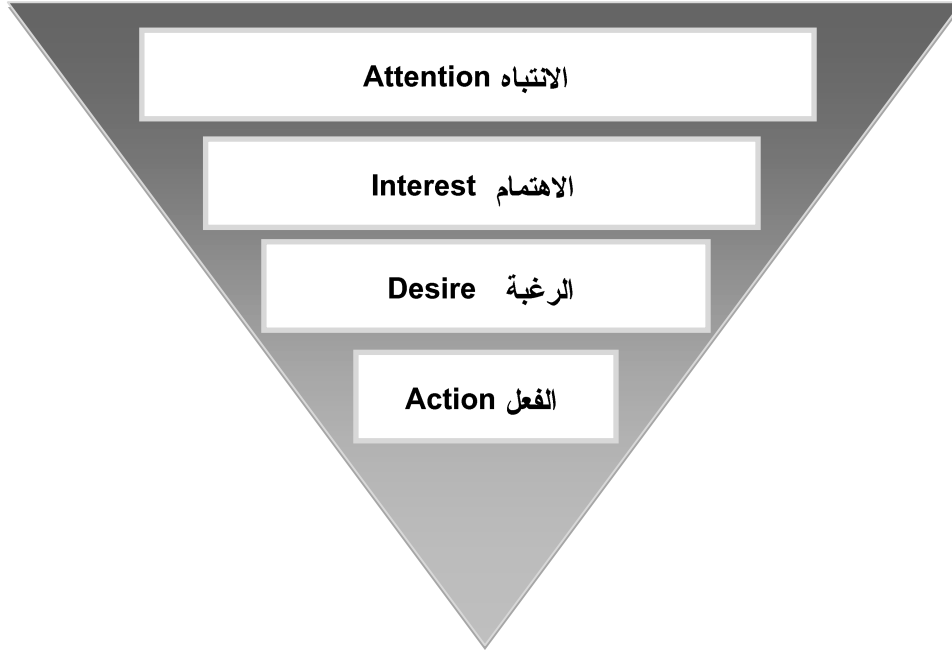 Attention الانتباه
Interest الاهتمام
Desire الرغبة
Action الفعل